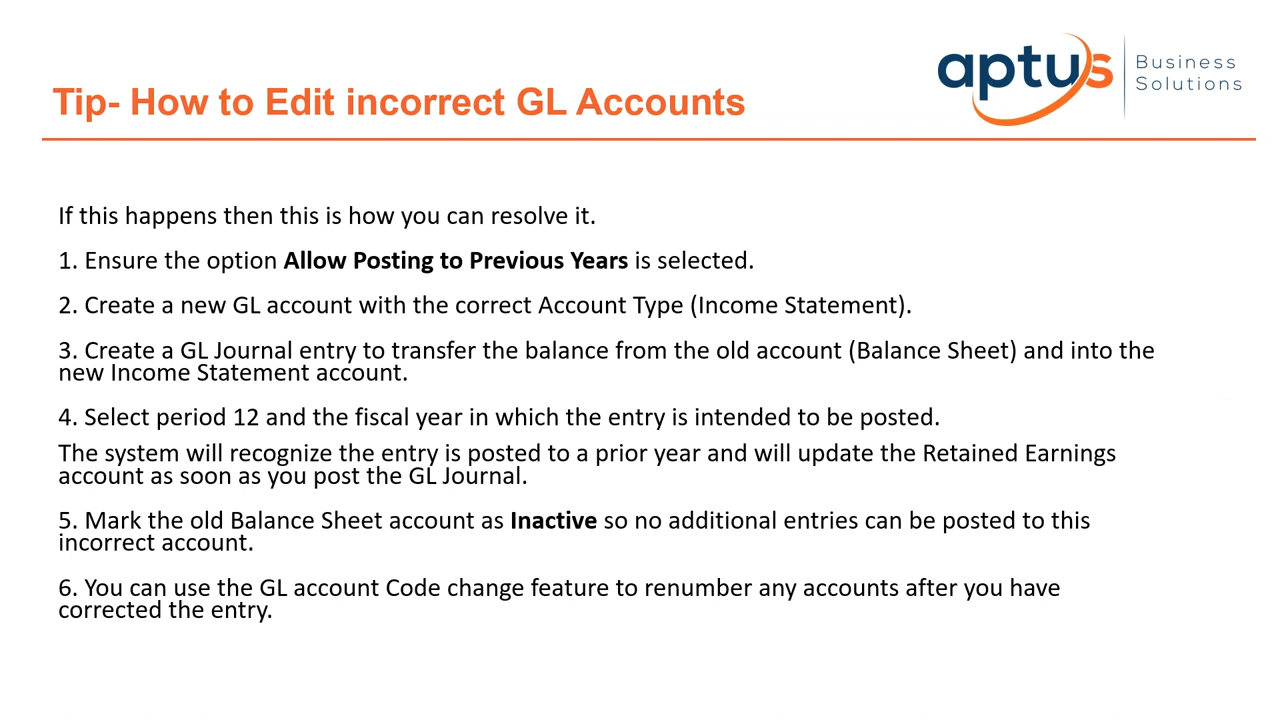 aptus
Business
Solutions
Tip- How to Edit incorrect GL Accounts
If this happens then this is how you can resolve it.
1. Ensure the option Allow Posting to Previous Years is selected.
2. Create a new GL account with the correct Account Type (Income Statement).
3. Create a GL Journal entry to transfer the balance from the old account (Balance Sheet) and into the
new Income Statement account.
4. Select period 12 and the fiscal year in which the entry is intended to be posted.
The system will recognize the entry is posted to a prior year and will update the Retained Earnings
account as soon as you post the GL Journal.
5. Mark the old Balance Sheet account as Inactive so no additional entries can be posted to this
incorrect account.
6. You can use the GL account Code change feature to renumber any accounts after you have
corrected the entry.